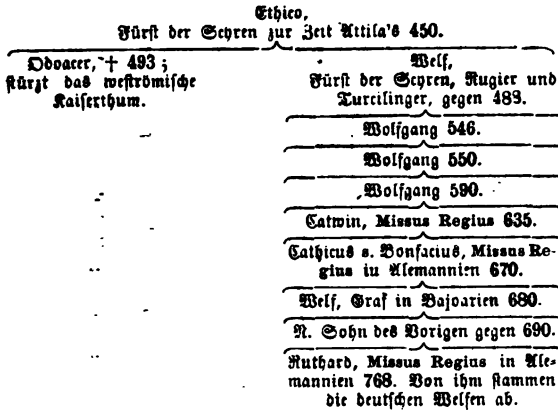 Ethico,
Fürst der Scyren zur Zeit Attila's 450.
Odoacer, † 493;
stürzt das weströmische
Kaiserthum.
Welf,
Fürst der Scyren, Rugier und
Turcilinger, gegen 483.
Wolfgang 546.
Wolfgang 550.
Wolfgang 590.
Catwin, Missus Regius 635.
Cathicus s. Bonfacius, Missus Re-
gius iu Alemannien 670.
Welf, Graf in Bajoarien 680.
N. Sohn des Vorigen gegen 690.
Ruthard, Missus Regius in Ale-
mannien 768. Von ihm stammen
die deutschen Welfen ab.